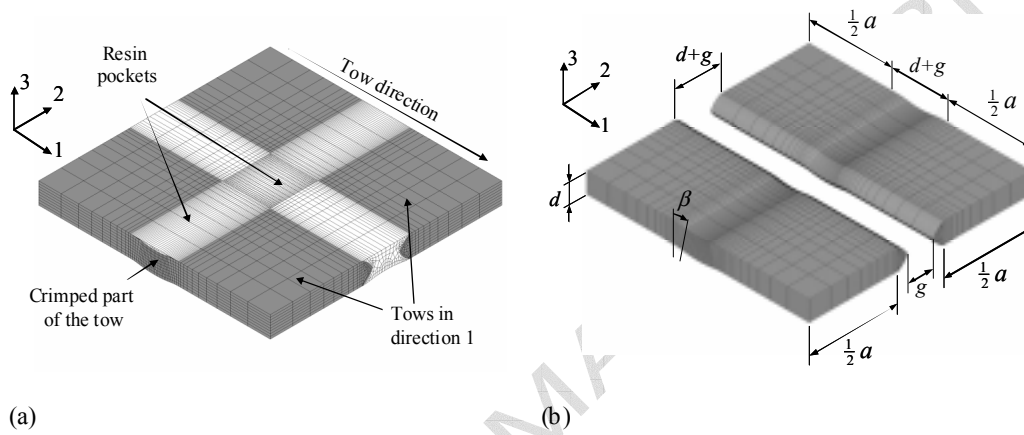 Resin
pockets
Tow direction
3
2
1
Crimped part
of the tow
Tows in
direction 1
(a)
½ a
d+g
d+g
½ a
3
2
1
d
β
g
½ a
½ a
(b)
MA